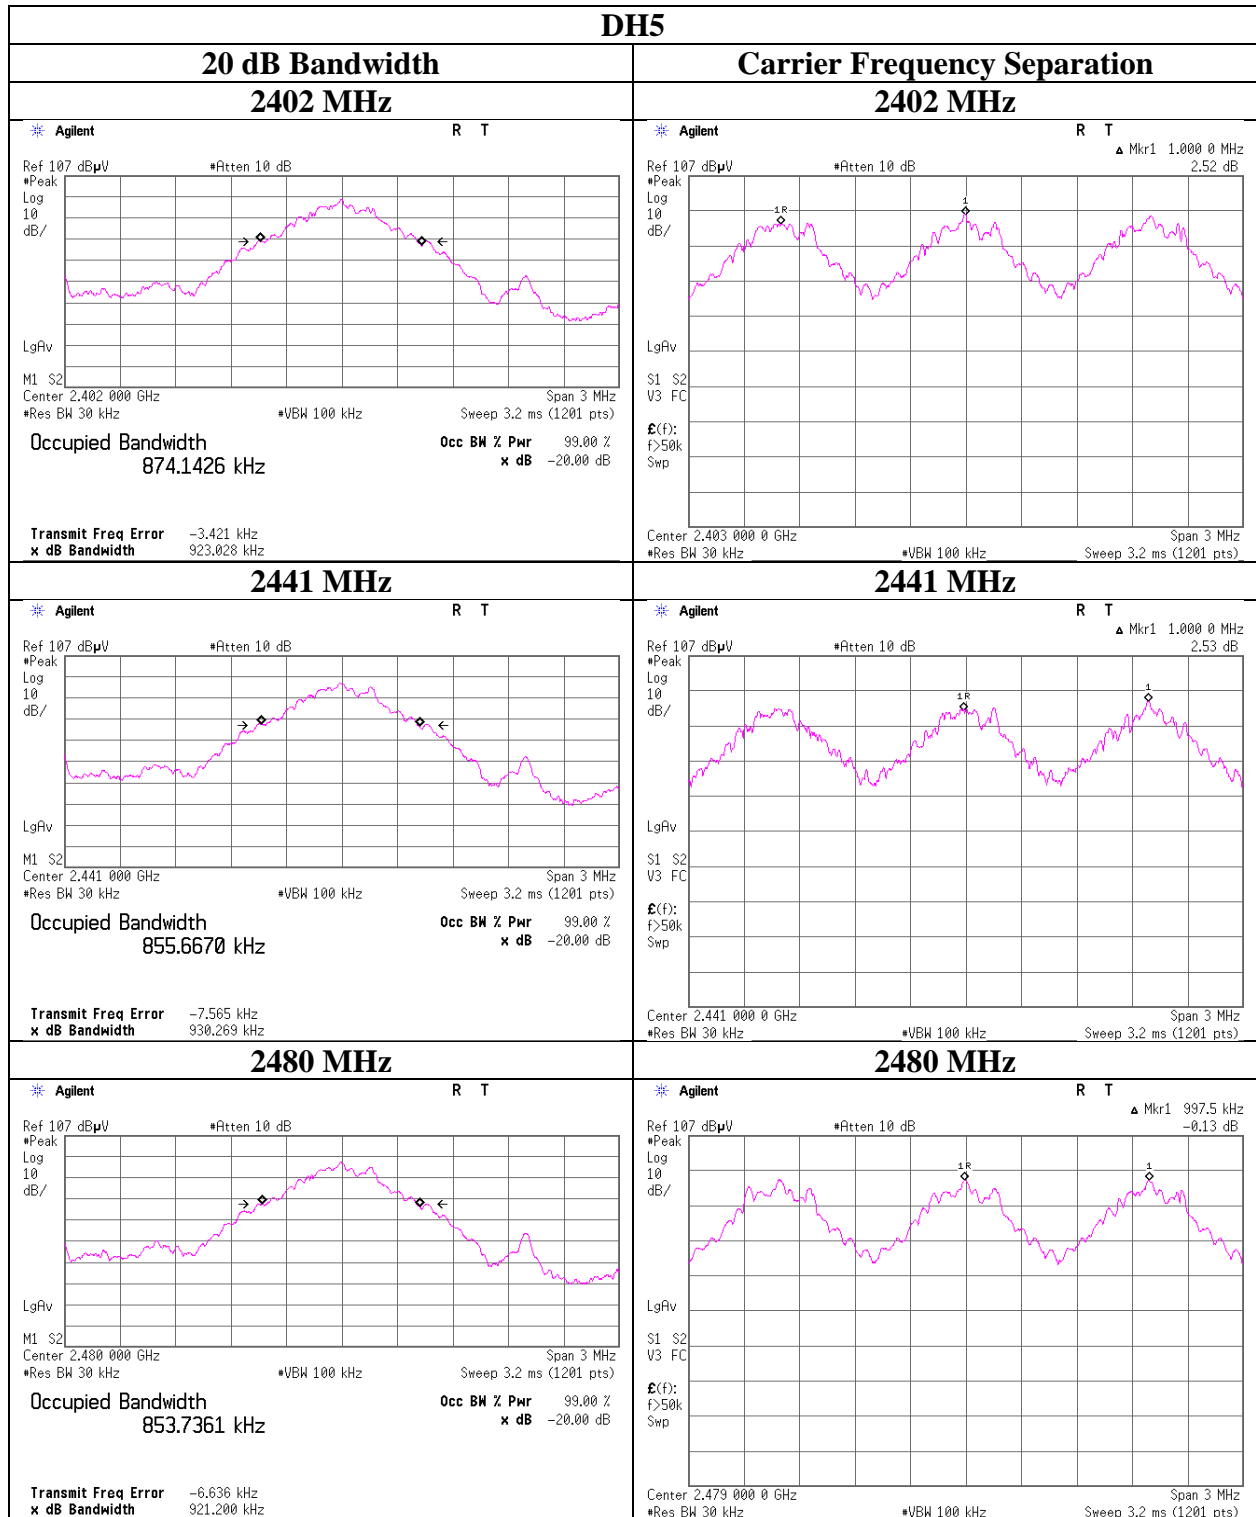 DH5
20 dB Bandwidth
Carrier Frequency Separation
2402 MHz
2402 MHz
Agilent
R T
Ref 107 dBµV
#Atten 10 dB
#Peak
Log
10
dB/
LgAv
M1 S2
Center 2.402 000 GHz
Span 3 MHz
#Res BW 30 kHz
#VBW 100 kHz
Sweep 3.2 ms (1201 pts)
Occupied Bandwidth
874.1426 kHz
Occ BW % Pwr 99.00 %
x dB -20.00 dB
Transmit Freq Error -3.421 kHz
x dB Bandwidth 923.028 kHz
Agilent
R T
Δ Mkr1 1.000 0 MHz
Ref 107 dBµV
#Atten 10 dB
2.52 dB
#Peak
Log
10
dB/
1R
1
LgAv
S1 S2
V3 FC
£(f):
f>50k
Swp
Center 2.403 000 0 GHz
Span 3 MHz
#Res BW 30 kHz
#VBW 100 kHz
Sweep 3.2 ms (1201 pts)
2441 MHz
2441 MHz
Agilent
R T
Ref 107 dBµV
#Atten 10 dB
#Peak
Log
10
dB/
LgAv
M1 S2
Center 2.441 000 GHz
Span 3 MHz
#Res BW 30 kHz
#VBW 100 kHz
Sweep 3.2 ms (1201 pts)
Occupied Bandwidth
855.6670 kHz
Occ BW % Pwr 99.00 %
x dB -20.00 dB
Transmit Freq Error -7.565 kHz
x dB Bandwidth 930.269 kHz
Agilent
R T
Δ Mkr1 1.000 0 MHz
Ref 107 dBµV
#Atten 10 dB
2.53 dB
#Peak
Log
10
dB/
1R
1
LgAv
S1 S2
V3 FC
£(f):
f>50k
Swp
Center 2.441 000 0 GHz
Span 3 MHz
#Res BW 30 kHz
#VBW 100 kHz
Sweep 3.2 ms (1201 pts)
2480 MHz
2480 MHz
Agilent
R T
Ref 107 dBµV
#Atten 10 dB
#Peak
Log
10
dB/
LgAv
M1 S2
Center 2.480 000 GHz
Span 3 MHz
#Res BW 30 kHz
#VBW 100 kHz
Sweep 3.2 ms (1201 pts)
Occupied Bandwidth
853.7361 kHz
Occ BW % Pwr 99.00 %
x dB -20.00 dB
Transmit Freq Error -6.636 kHz
x dB Bandwidth 921.200 kHz
Agilent
R T
Δ Mkr1 997.5 kHz
Ref 107 dBµV
#Atten 10 dB
-0.13 dB
#Peak
Log
10
dB/
1R
1
LgAv
S1 S2
V3 FC
£(f):
f>50k
Swp
Center 2.479 000 0 GHz
Span 3 MHz
#Res BW 30 kHz
#VBW 100 kHz
Sweep 3.2 ms (1201 pts)